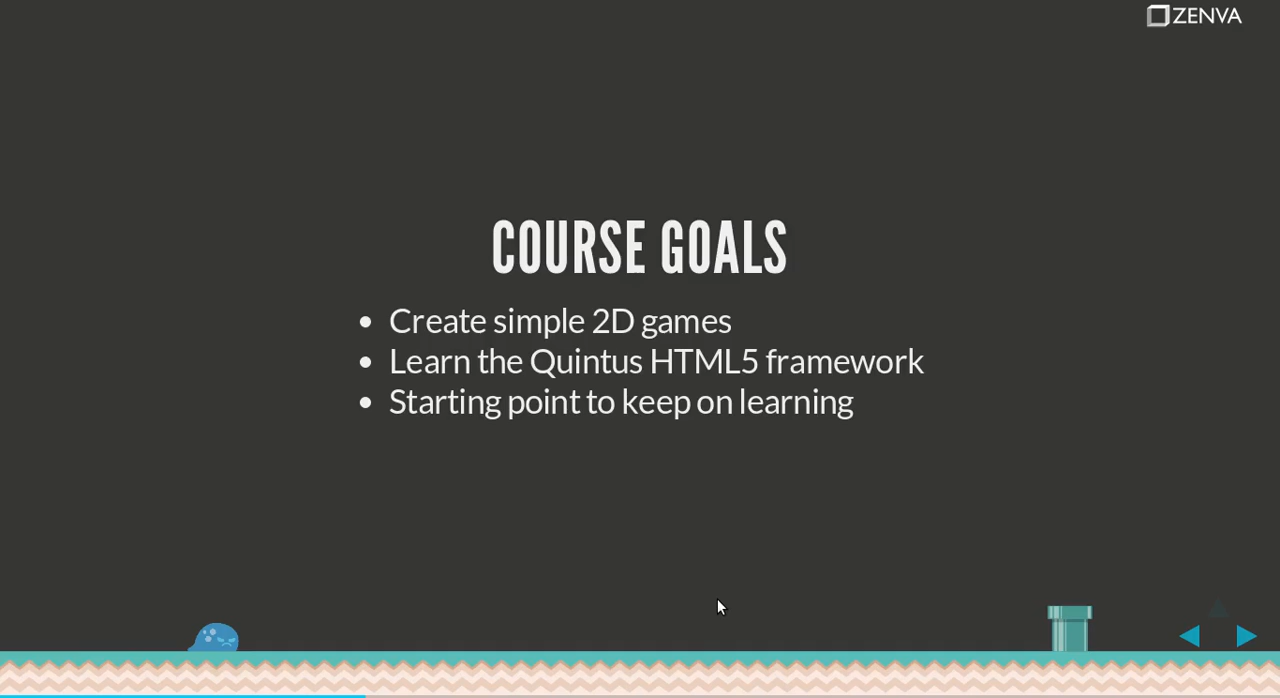 ZENVA
COURSE GOALS
Create simple 2D games
Learn the Quintus HTML5 framework
Starting point to keep on learning